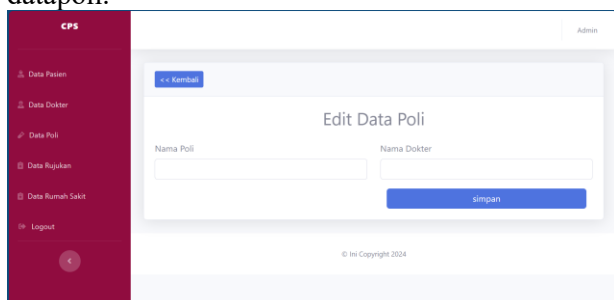 datapoli.
CPS
Admin
Data Pasien
Data Dokter
Data Poli
Data Rujukan
Data Rumah Sakit
Logout
<< Kembali
Edit Data Poli
Nama Poli Nama Dokter
simpan
© Ini Copyright 2024